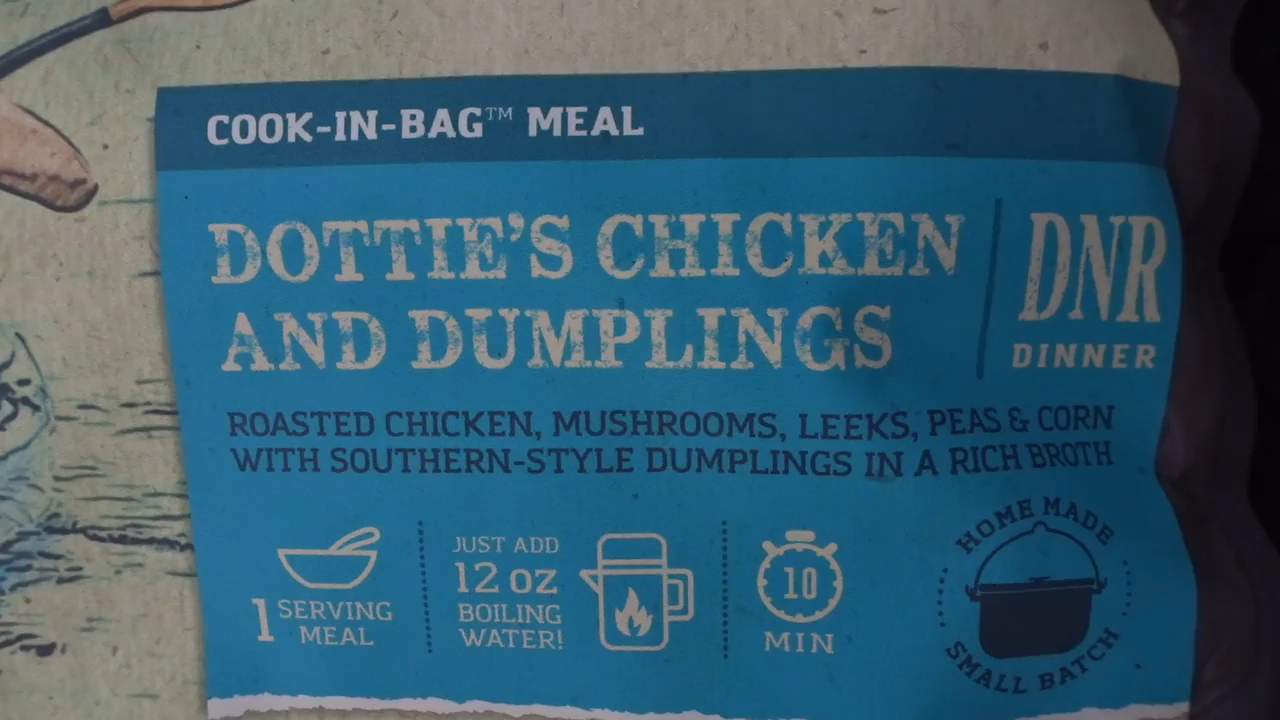 COOK-IN-BAG™ MEAL
DOTTIE'S CHICKEN
AND DUMPLINGS
DNR
DINNER
ROASTED CHICKEN, MUSHROOMS, LEEKS, PEAS & CORN
WITH SOUTHERN-STYLE DUMPLINGS IN A RICH BROTH
1 SERVING
MEAL
JUST ADD
12 OZ
BOILING
WATER!
10
MIN
HOME MADE
SMALL BATCH